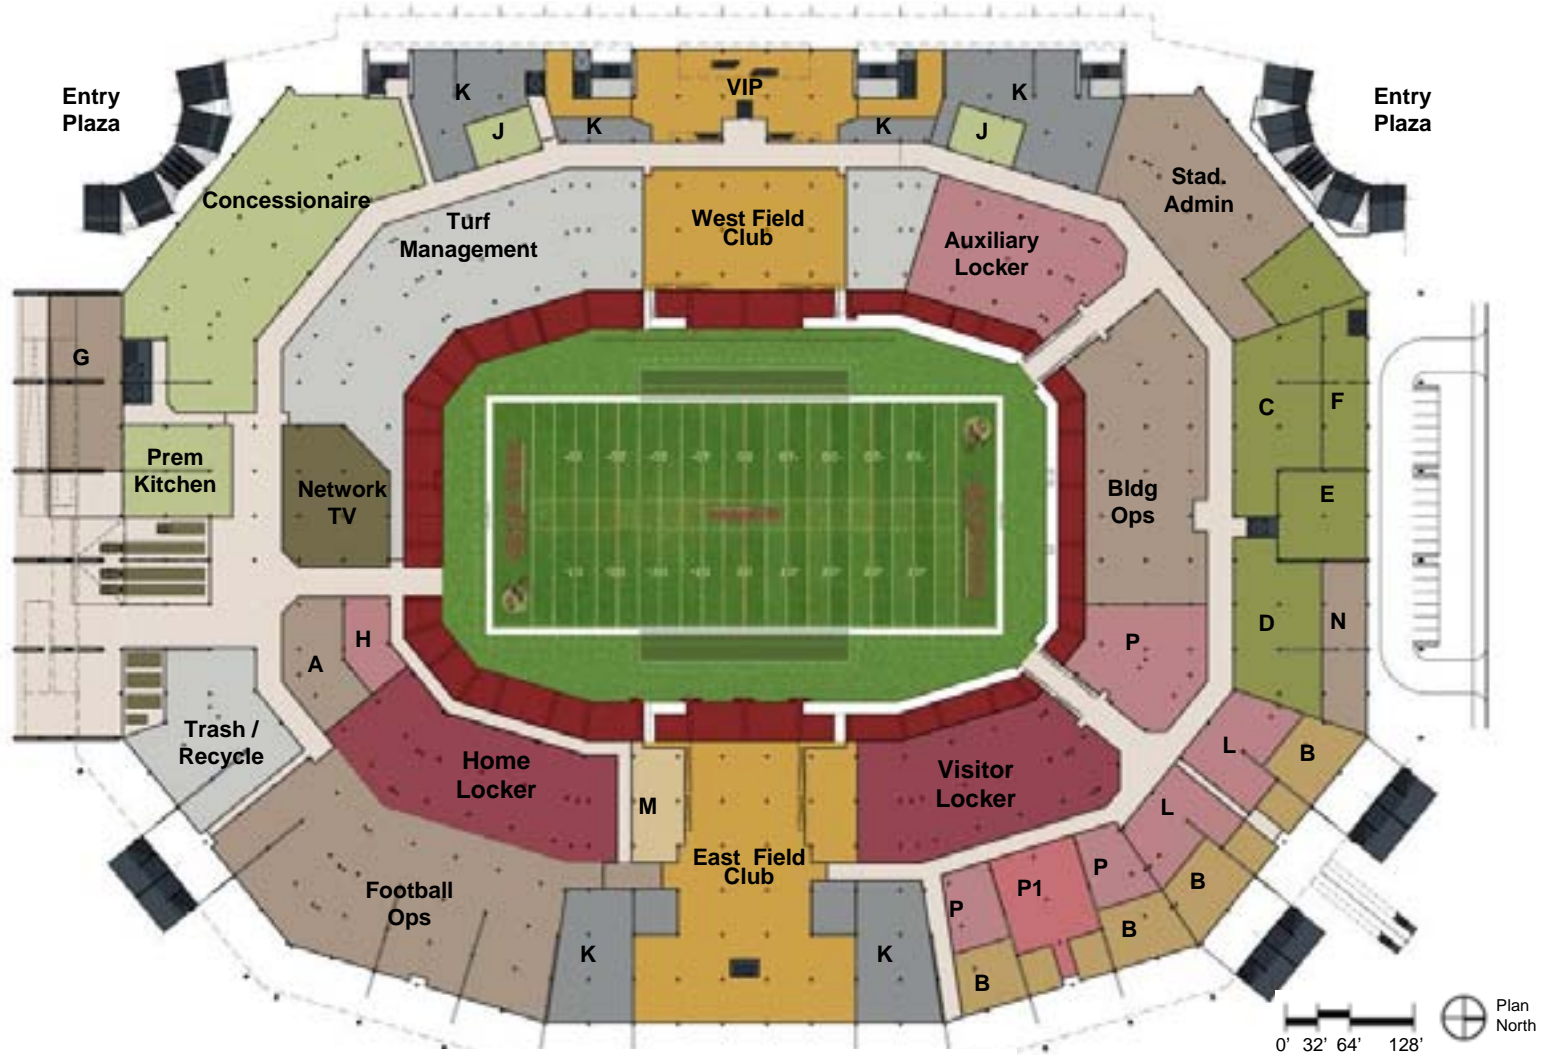 Entry
Plaza
K
VIP
K
Entry
Plaza
J
K
K
J
Concessionaire
Turf
Management
West Field
Club
Auxiliary
Locker
Stad.
Admin
G
C
F
Prem
Kitchen
Network
TV
Bldg
Ops
E
A
H
P
D
N
Trash /
Recycle
Home
Locker
M
Visitor
Locker
L
B
L
East Field
Club
Football
Ops
P
P1
P
B
B
K
K
B
Plan
North
0' 32' 64' 128'